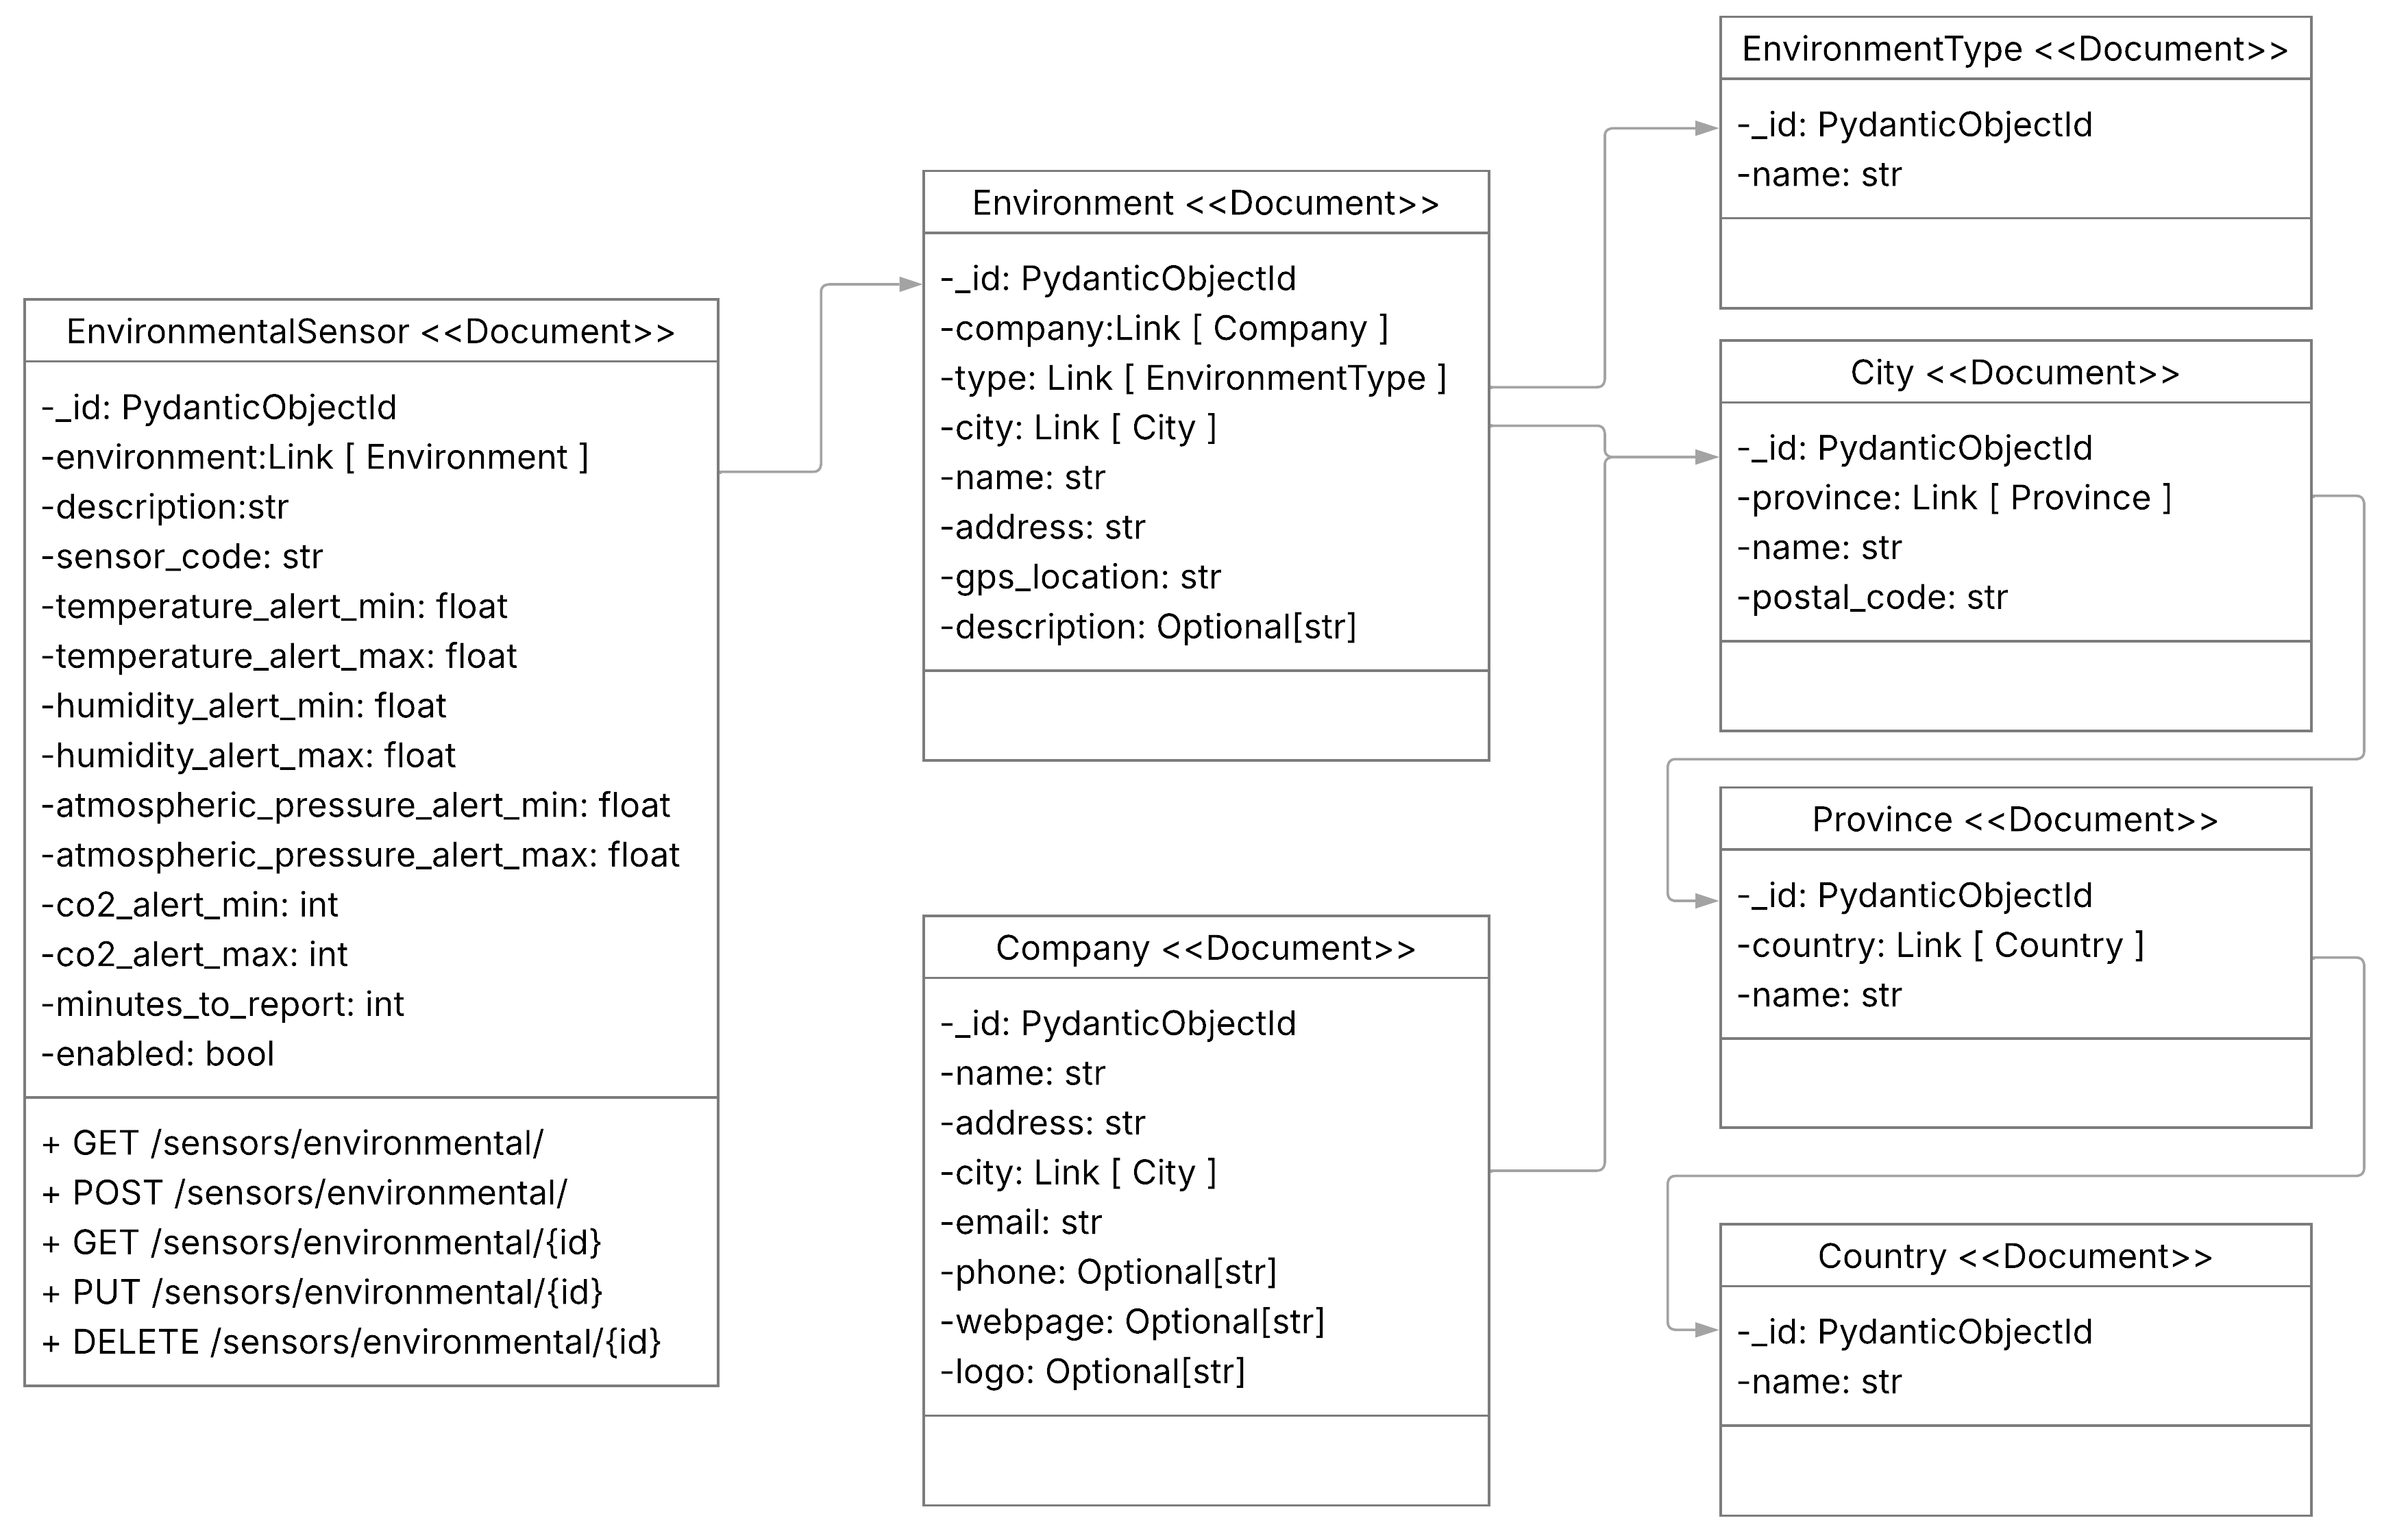 EnvironmentalSensor <<Document>>
-_id: PydanticObjectId
-environment:Link [ Environment ]
-description:str
-sensor_code: str
-temperature_alert_min: float
-temperature_alert_max: float
-humidity_alert_min: float
-humidity_alert_max: float
-atmospheric_pressure_alert_min: float
-atmospheric_pressure_alert_max: float
-co2_alert_min: int
-co2_alert_max: int
-minutes_to_report: int
-enabled: bool
+ GET /sensors/environmental/
+ POST /sensors/environmental/
+ GET /sensors/environmental/{id}
+ PUT /sensors/environmental/{id}
+ DELETE /sensors/environmental/{id}
Environment <<Document>>
-_id: PydanticObjectId
-company:Link [ Company ]
-type: Link [ EnvironmentType ]
-city: Link [ City ]
-name: str
-address: str
-gps_location: str
-description: Optional[str]
Company <<Document>>
-_id: PydanticObjectId
-name: str
-address: str
-city: Link [ City ]
-email: str
-phone: Optional[str]
-webpage: Optional[str]
-logo: Optional[str]
EnvironmentType <<Document>>
-_id: PydanticObjectId
-name: str
City <<Document>>
-_id: PydanticObjectId
-province: Link [ Province ]
-name: str
-postal_code: str
Province <<Document>>
-_id: PydanticObjectId
-country: Link [ Country ]
-name: str
Country <<Document>>
-_id: PydanticObjectId
-name: str